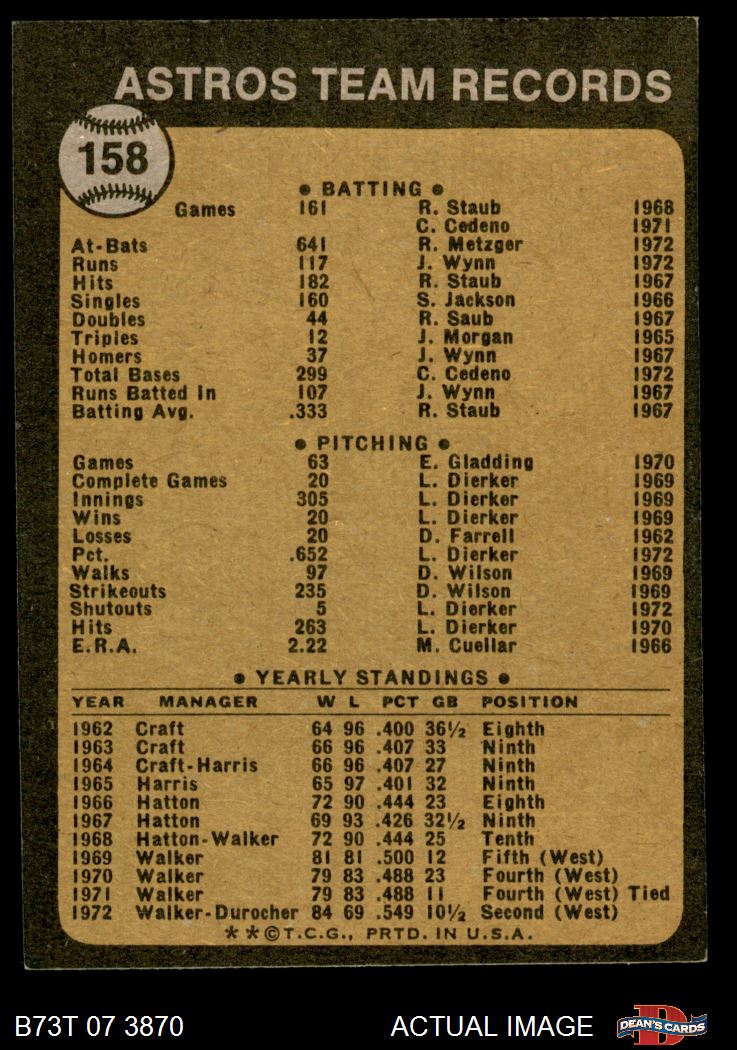 ASTROS TEAM RECORDS
158
• BATTING •
Games 161 R. Staub 1968
C. Cedeno 1971
At-Bats 641 R. Metzger 1972
Runs 117 J. Wynn 1972
Hits 182 R. Staub 1967
Singles 160 S. Jackson 1966
Doubles 44 R. Saub 1967
Triples 12 J. Morgan 1965
Homers 37 J. Wynn 1967
Total Bases 299 C. Cedeno 1972
Runs Batted In 107 J. Wynn 1967
Batting Avg. .333 R. Staub 1967
• PITCHING •
Games 63 E. Gladding 1970
Complete Games 20 L. Dierker 1969
Innings 305 L. Dierker 1969
Wins 20 L. Dierker 1969
Losses 20 D. Farrell 1962
Pct. .652 L. Dierker 1972
Walks 97 D. Wilson 1969
Strikeouts 235 D. Wilson 1969
Shutouts 5 L. Dierker 1972
Hits 263 L. Dierker 1970
E.R.A. 2.22 M. Cuellar 1966
• YEARLY STANDINGS •
YEAR MANAGER W L PCT GB POSITION
1962 Craft 64 96 .400 36½ Eighth
1963 Craft 66 96 .407 33 Ninth
1964 Craft-Harris 66 96 .407 27 Ninth
1965 Harris 65 97 .401 32 Ninth
1966 Hatton 72 90 .444 23 Eighth
1967 Hatton 69 93 .426 32½ Ninth
1968 Hatton-Walker 72 90 .444 25 Tenth
1969 Walker 81 81 .500 12 Fifth (West)
1970 Walker 79 83 .488 23 Fourth (West)
1971 Walker 79 83 .488 11 Fourth (West) Tied
1972 Walker-Durocher 84 69 .549 10½ Second (West)
* * © T.C.G., PRTD. IN U.S.A.
B73T 07 3870 ACTUAL IMAGE D DEAN'S CARDS